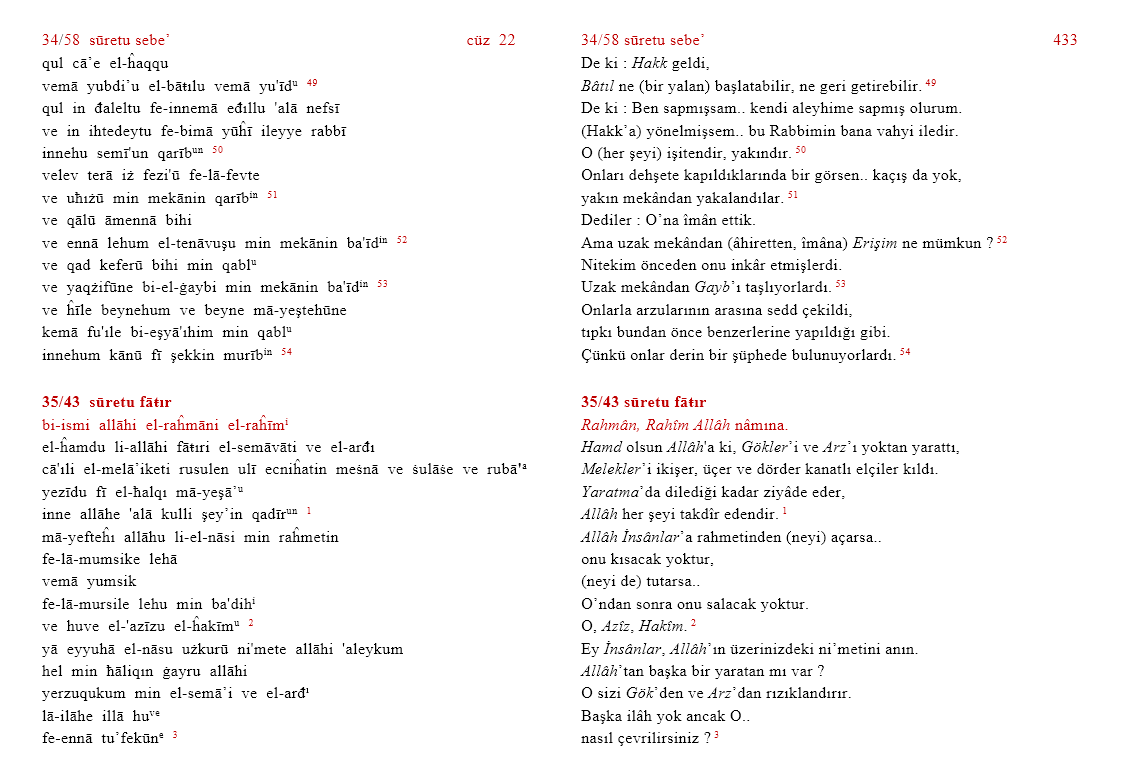 34/58 sūretu sebe’ cüz 22
qul cā’e el-ĥaqqu
vemā yubdi’u el-bāŧılu vemā yu'īdᵘ 49
qul in đaleltu fe-innemā eđıllu 'alā nefsī
ve in ihtedeytu fe-bimā yūĥī ileyye rabbī
innehu semī'un qarībᵘⁿ 50
velev terā iż fezi'ū fe-lā-fevte
ve uħıżū min mekānin qarībⁱⁿ 51
ve qālū āmennā bihi
ve ennā lehum el-tenāvuşu min mekānin ba'īdⁱⁿ 52
ve qad keferū bihi min qablᵘ
ve yaqżifūne bi-el-ġaybi min mekānin ba'īdⁱⁿ 53
ve ĥīle beynehum ve beyne mā-yeştehūne
kemā fu'ıle bi-eşyā'ıhim min qablᵘ
innehum kānū fī şekkin murībⁱⁿ 54
35/43 sūretu fāŧır
bi-ismi allāhi el-raĥmāni el-raĥīmⁱ
el-ĥamdu li-allāhi fāŧıri el-semāvāti ve el-arđı
cā'ıli el-melā’iketi rusulen ulī ecniĥatin meṡnā ve ṡulāṡe ve rubā'ᵃ
yezīdu fī el-ħalqı mā-yeşā’ᵘ
inne allāhe 'alā kulli şey’in qadīrᵘⁿ 1
mā-yefteĥı allāhu li-el-nāsi min raĥmetin
fe-lā-mumsike lehā
vemā yumsik
fe-lā-mursile lehu min ba'dihⁱ
ve huve el-'azīzu el-ĥakīmᵘ 2
yā eyyuhā el-nāsu użkurū ni'mete allāhi 'aleykum
hel min ħāliqın ġayru allāhi
yerzuqukum min el-semā’i ve el-arđᶦ
lā-ilāhe illā huᵛᵉ
fe-ennā tu’fekūnᵉ 3
34/58 sūretu sebe’ 433
De ki : Hakk geldi,
Bâtıl ne (bir yalan) başlatabilir, ne geri getirebilir. 49
De ki : Ben sapmışsam.. kendi aleyhime sapmış olurum.
(Hakk’a) yönelmişsem.. bu Rabbimin bana vahyi iledir.
O (her şeyi) işitendir, yakındır. 50
Onları dehşete kapıldıklarında bir görsen.. kaçış da yok,
yakın mekândan yakalandılar. 51
Dediler : O’na îmân ettik.
Ama uzak mekândan (âhiretten, îmâna) Erişim ne mümkun ? 52
Nitekim önceden onu inkâr etmişlerdi.
Uzak mekândan Gayb’ı taşlıyorlardı. 53
Onlarla arzularının arasına sedd çekildi,
tıpkı bundan önce benzerlerine yapıldığı gibi.
Çünkü onlar derin bir şüphede bulunuyorlardı. 54
35/43 sūretu fāŧır
Rahmân, Rahîm Allâh nâmına.
Hamd olsun Allâh'a ki, Gökler’i ve Arz’ı yoktan yarattı,
Melekler’i ikişer, üçer ve dörder kanatlı elçiler kıldı.
Yaratma’da dilediği kadar ziyâde eder,
Allâh her şeyi takdîr edendir. 1
Allâh İnsânlar’a rahmetinden (neyi) açarsa..
onu kısacak yoktur,
(neyi de) tutarsa..
O’ndan sonra onu salacak yoktur.
O, Azîz, Hakîm. 2
Ey İnsânlar, Allâh’ın üzerinizdeki ni’metini anın.
Allâh’tan başka bir yaratan mı var ?
O sizi Gök’den ve Arz’dan rızıklandırır.
Başka ilâh yok ancak O..
nasıl çevrilirsiniz ? 3